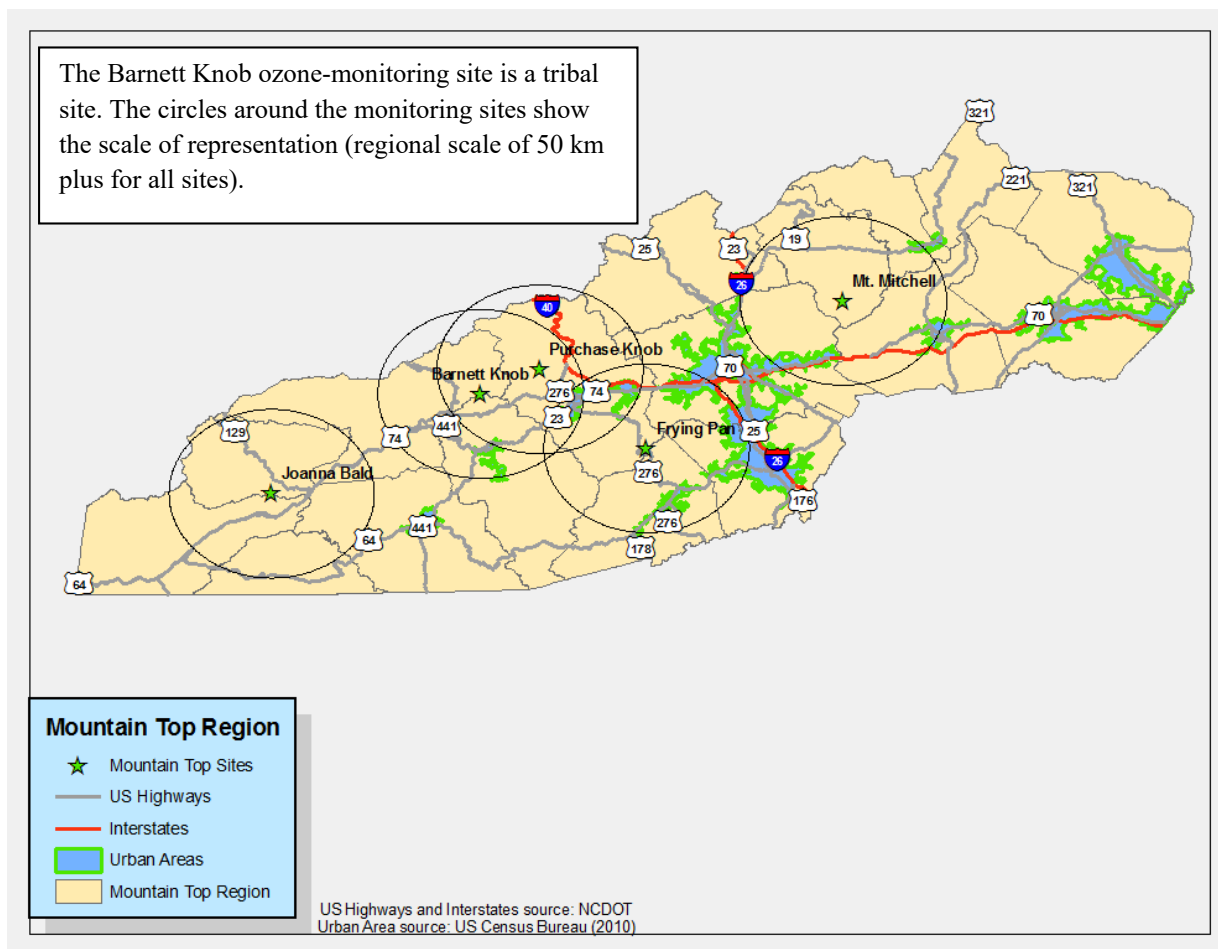 The Barnett Knob ozone-monitoring site is a tribal
site. The circles around the monitoring sites show
the scale of representation (regional scale of 50 km
plus for all sites).
321
221
321
25
23
19
26
Mt. Mitchell
40
70
Purchase Knob
Barnett Knob
70
276
74
23
129
441
74
Frying Pan
25
26
276
Joanna Bald
176
276
441
64
178
64
Mountain Top Region
Mountain Top Sites
US Highways
Interstates
Urban Areas
Mountain Top Region
US Highways and Interstates source: NCDOT
Urban Area source: US Census Bureau (2010)